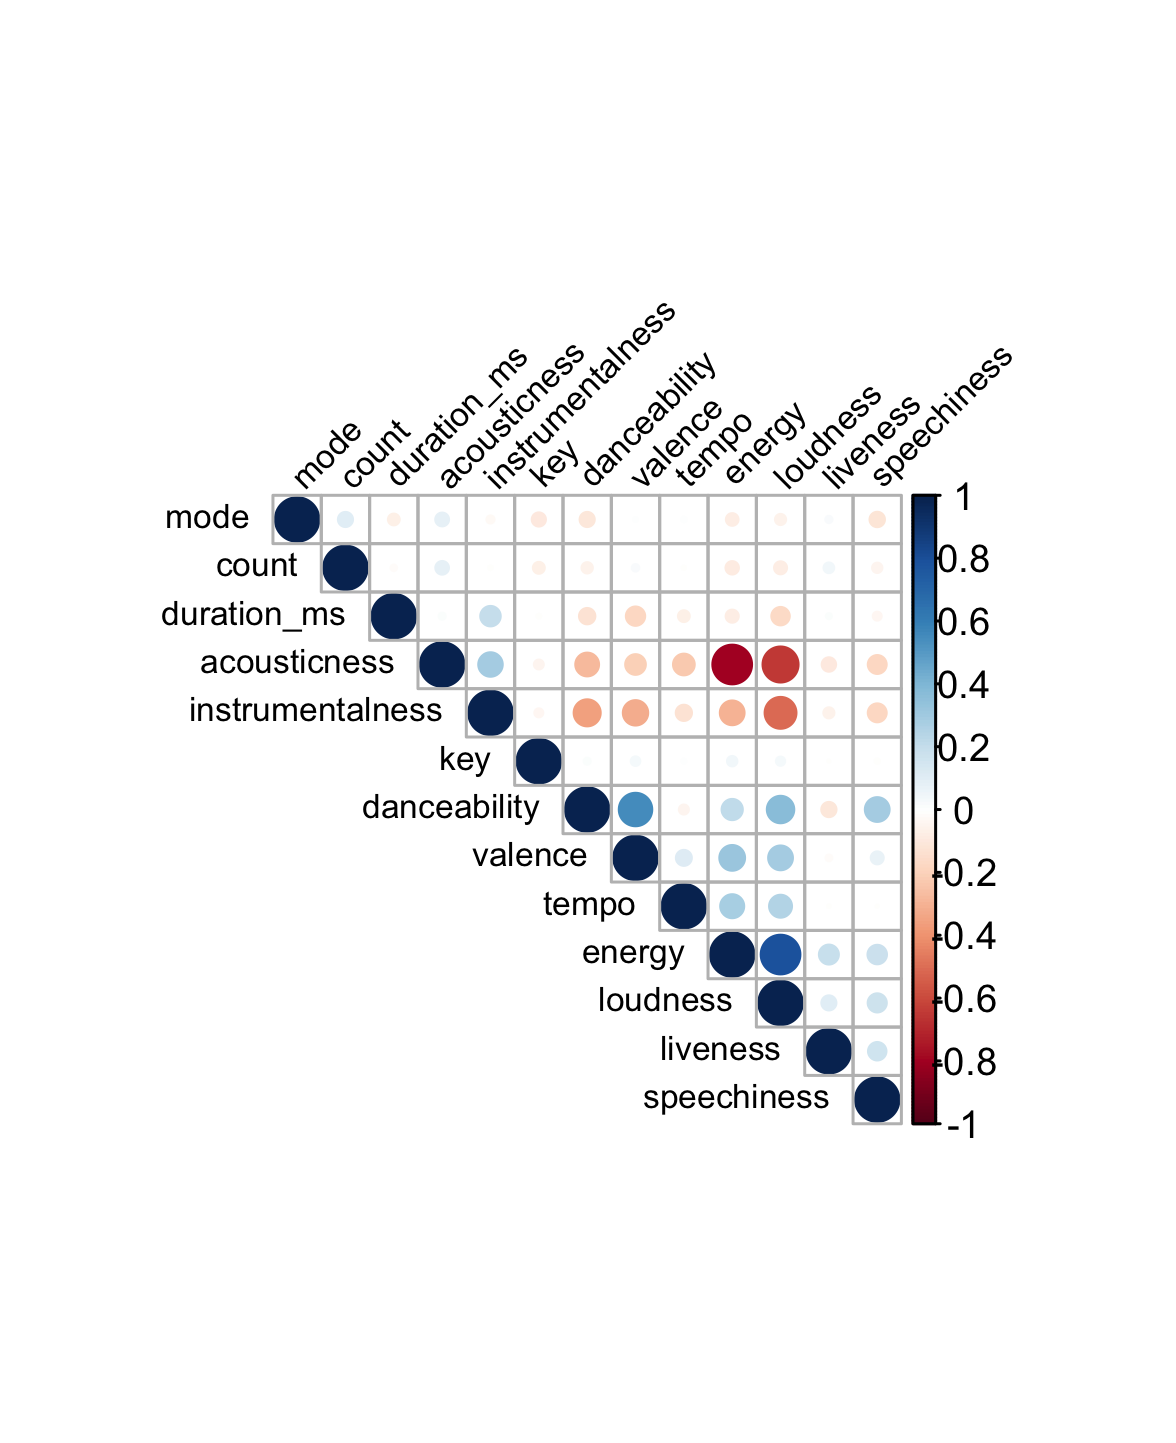 mode
count
duration_ms
acousticness
instrumentalness
key
danceability
valence
tempo
energy
loudness
liveness
speechiness
mode
count
duration_ms
acousticness
instrumentalness
key
danceability
valence
tempo
energy
loudness
liveness
speechiness
1
0.8
0.6
0.4
0.2
0
-0.2
-0.4
-0.6
-0.8
-1